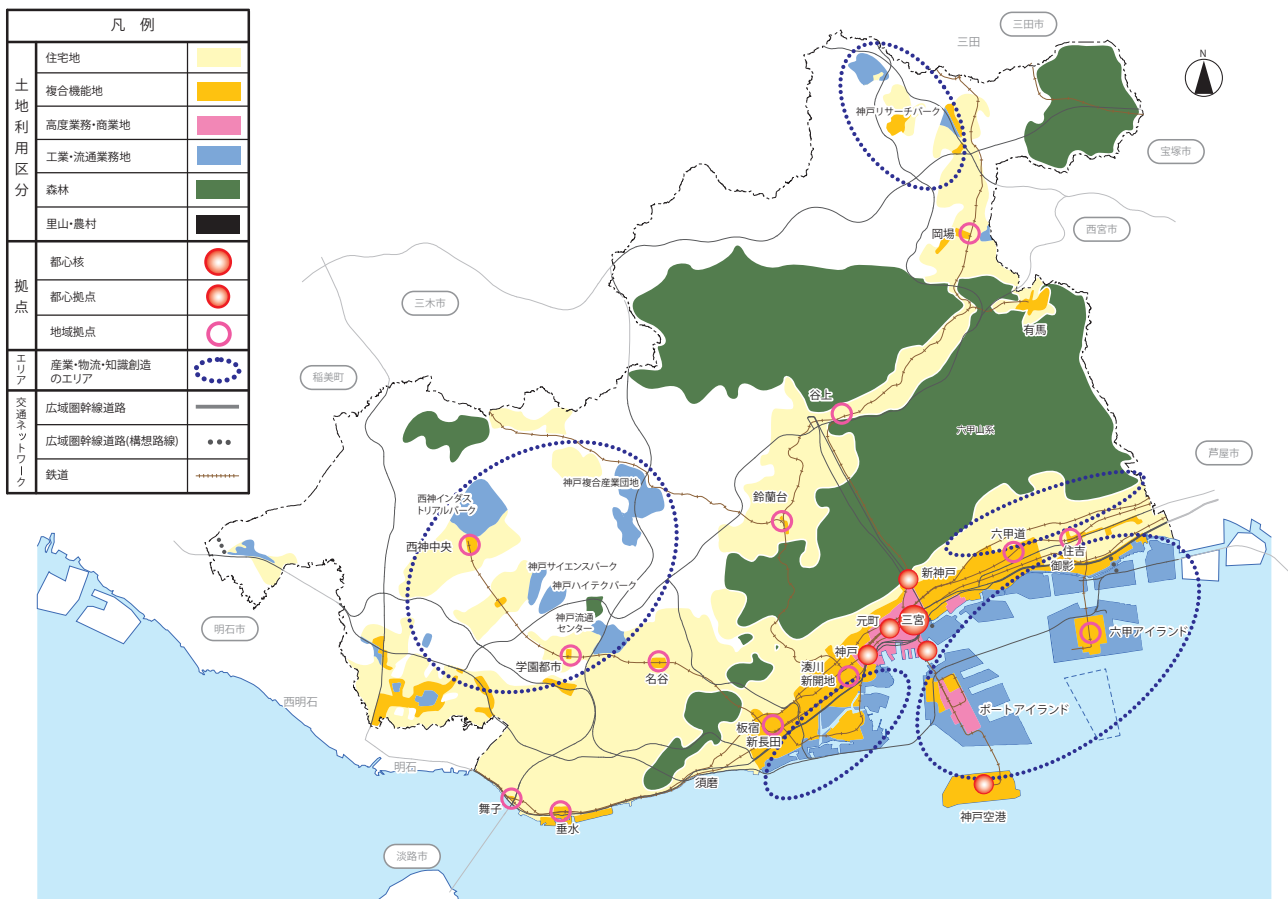 凡 例
土地利用区分
住宅地
複合機能地
高度業務・商業地
工業・流通業務地
森林
里山・農村
拠点
都心核
都心拠点
地域拠点
エリア
産業・物流・知識創造
のエリア
交通ネットワーク
広域圏幹線道路
広域圏幹線道路(構想路線)
鉄道
三田市
三田
N
神戸リサーチパーク
宝塚市
西宮市
岡場
三木市
有馬
稲美町
谷上
六甲山系
芦屋市
神戸複合産業団地
西神インダス
トリアルパーク
鈴蘭台
西神中央
六甲道
住吉
御影
神戸サイエンスパーク
新神戸
神戸ハイテクパーク
神戸流通
センター
元町
三宮
明石市
六甲アイランド
学園都市
神戸
名谷
湊川
新開地
西明石
ポートアイランド
板宿
新長田
明石
須磨
舞子
垂水
神戸空港
淡路市